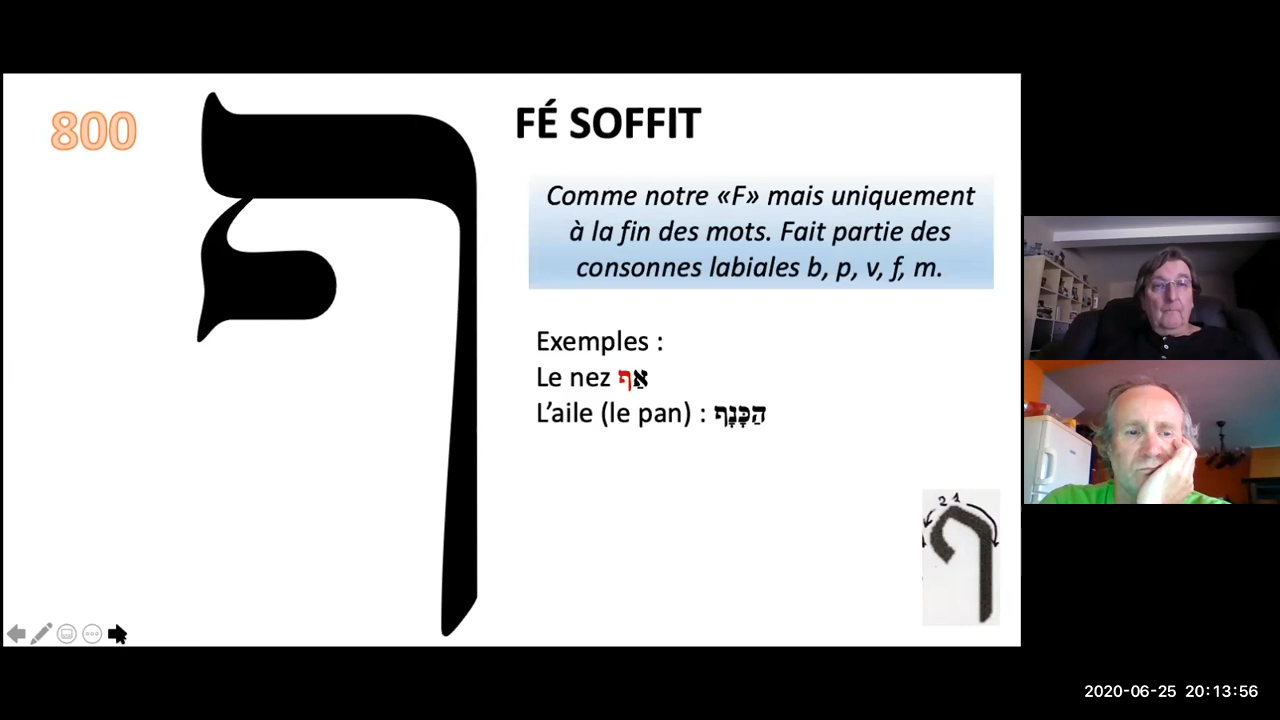 800
ף
FÉ SOFFIT
Comme notre «F» mais uniquement
à la fin des mots. Fait partie des
consonnes labiales b, p, v, f, m.
Exemples :
Le nez אַף
L’aile (le pan) : הַכָּנָף
2 1
2020-06-25 20:13:56